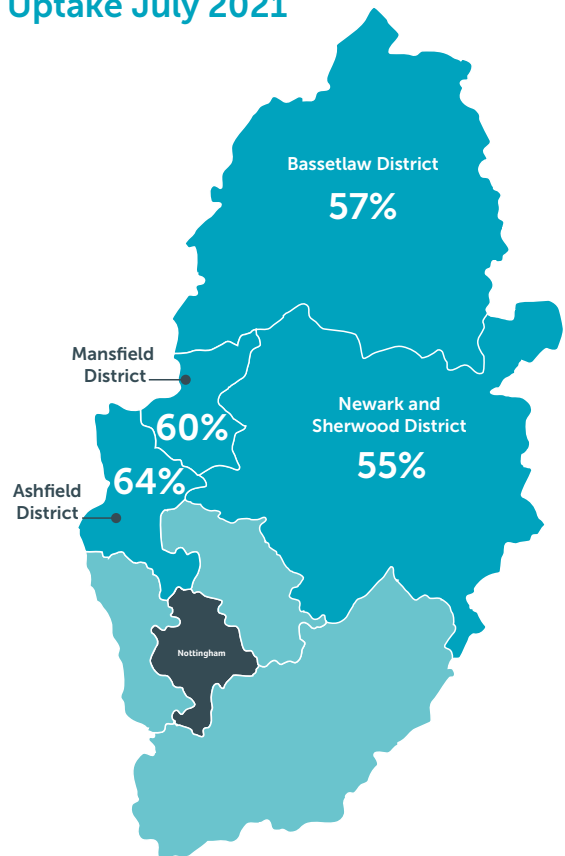 Uptake July 2021
Bassetlaw District
57%
Mansfield
District
60%
Newark and
Sherwood District
55%
Ashfield
District
64%
Nottingham